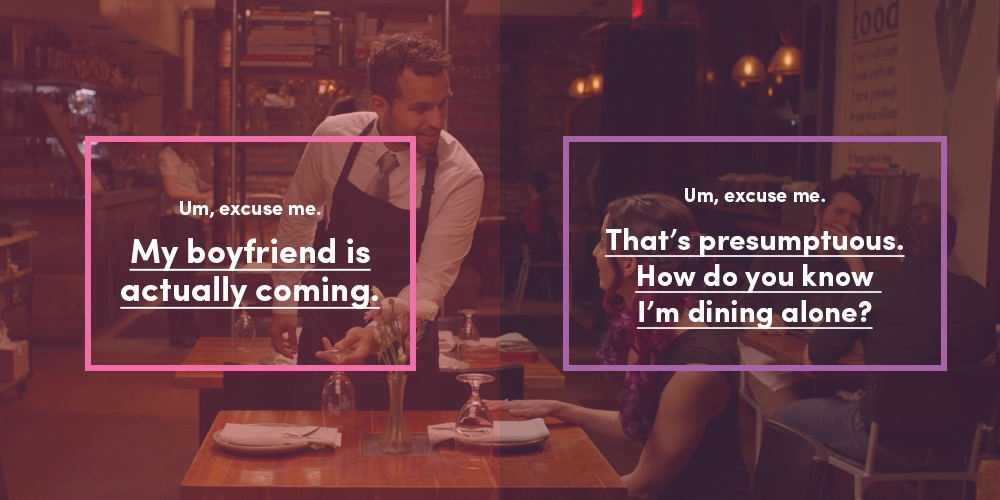 Um, excuse me.
My boyfriend is
actually coming.
Um, excuse me.
That's presumptuous.
How do you know
I'm dining alone?
food